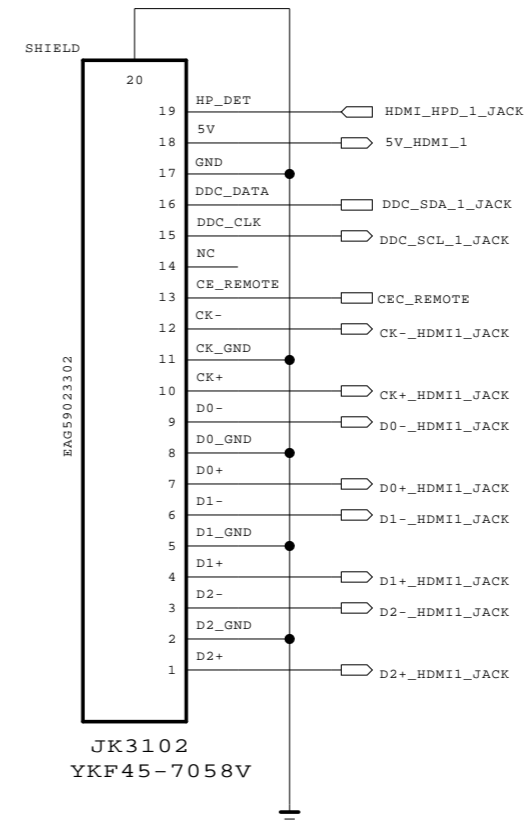 SHIELD
20
19 HP_DET HDMI_HPD_1_JACK
18 5V 5V_HDMI_1
17 GND
16 DDC_DATA DDC_SDA_1_JACK
15 DDC_CLK DDC_SCL_1_JACK
14 NC
13 CE_REMOTE CEC_REMOTE
12 CK- CK-_HDMI1_JACK
11 CK_GND
10 CK+ CK+_HDMI1_JACK
9 D0- D0-_HDMI1_JACK
8 D0_GND
7 D0+ D0+_HDMI1_JACK
6 D1- D1-_HDMI1_JACK
5 D1_GND
4 D1+ D1+_HDMI1_JACK
3 D2- D2-_HDMI1_JACK
2 D2_GND
1 D2+ D2+_HDMI1_JACK
EAG59023302
JK3102
YKF45-7058V